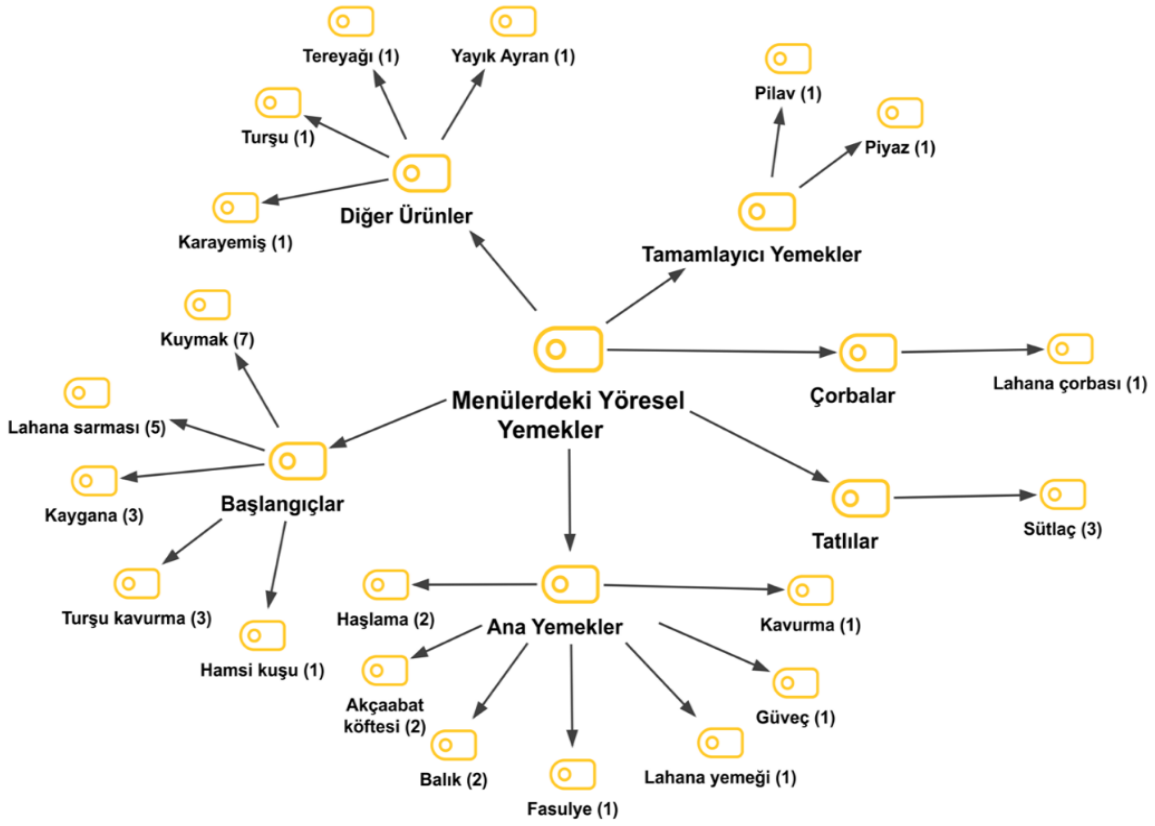 Tereyağı (1)
Yayık Ayran (1)
Pilav (1)
Turşu (1)
Piyaz (1)
Diğer Ürünler
Karayemiş (1)
Tamamlayıcı Yemekler
Kuymak (7)
Lahana çorbası (1)
Çorbalar
Menülerdeki Yöresel
Yemekler
Lahana sarması (5)
Başlangıçlar
Kaygana (3)
Sütlaç (3)
Tatlılar
Turşu kavurma (3)
Haşlama (2)
Ana Yemekler
Kavurma (1)
Hamsi kuşu (1)
Akçaabat
köftesi (2)
Güveç (1)
Balık (2)
Lahana yemeği (1)
Fasulye (1)